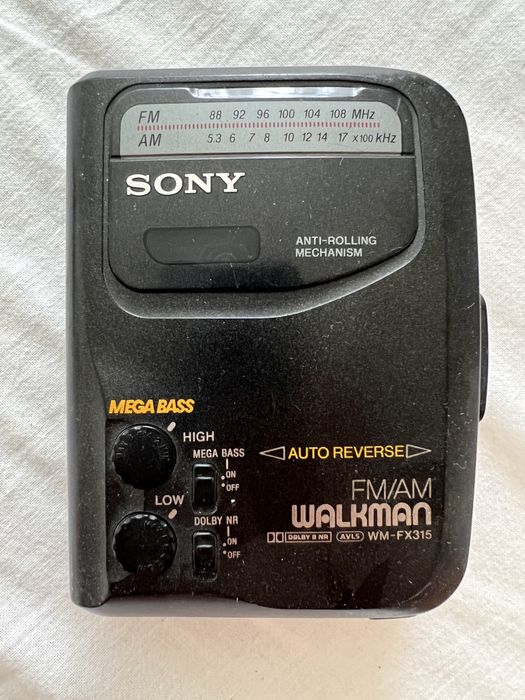 FM 88 92 96 100 104 108 MHz
AM 5.3 6 7 8 10 12 14 17 x100 kHz
SONY
ANTI-ROLLING
MECHANISM
MEGA BASS
HIGH
MEGA BASS
ON
OFF
LOW
DOLBY NR
ON
OFF
AUTO REVERSE
FM/AM
WALKMAN
DOLBY B NR AVLS WM-FX315